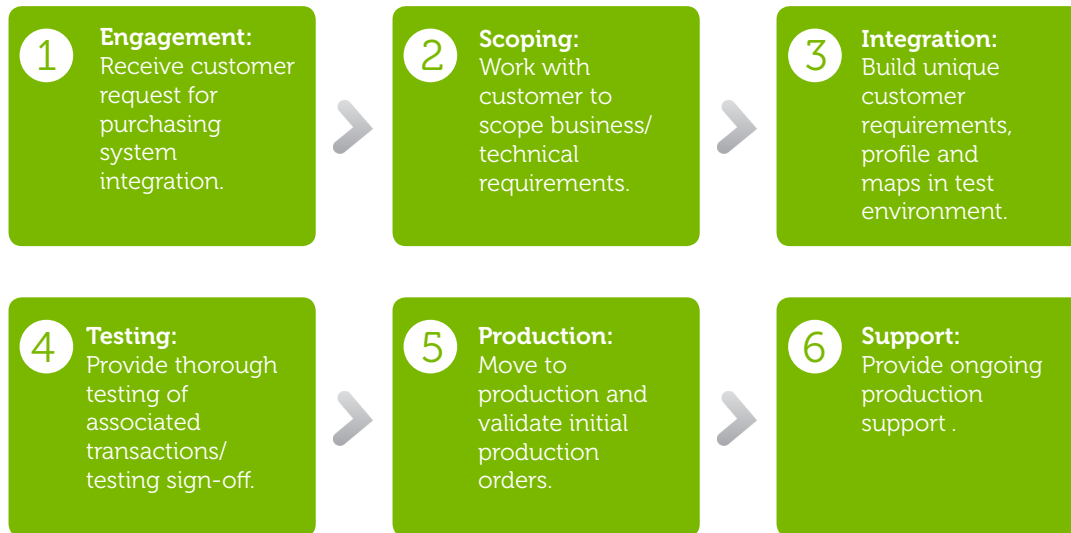 1
Engagement:
Receive customer
request for
purchasing
system
integration.
2
Scoping:
Work with
customer to
scope business/
technical
requirements.
3
Integration:
Build unique
customer
requirements,
profile and
maps in test
environment.
4
Testing:
Provide thorough
testing of
associated
transactions/
testing sign-off.
5
Production:
Move to
production and
validate initial
production
orders.
6
Support:
Provide ongoing
production
support .